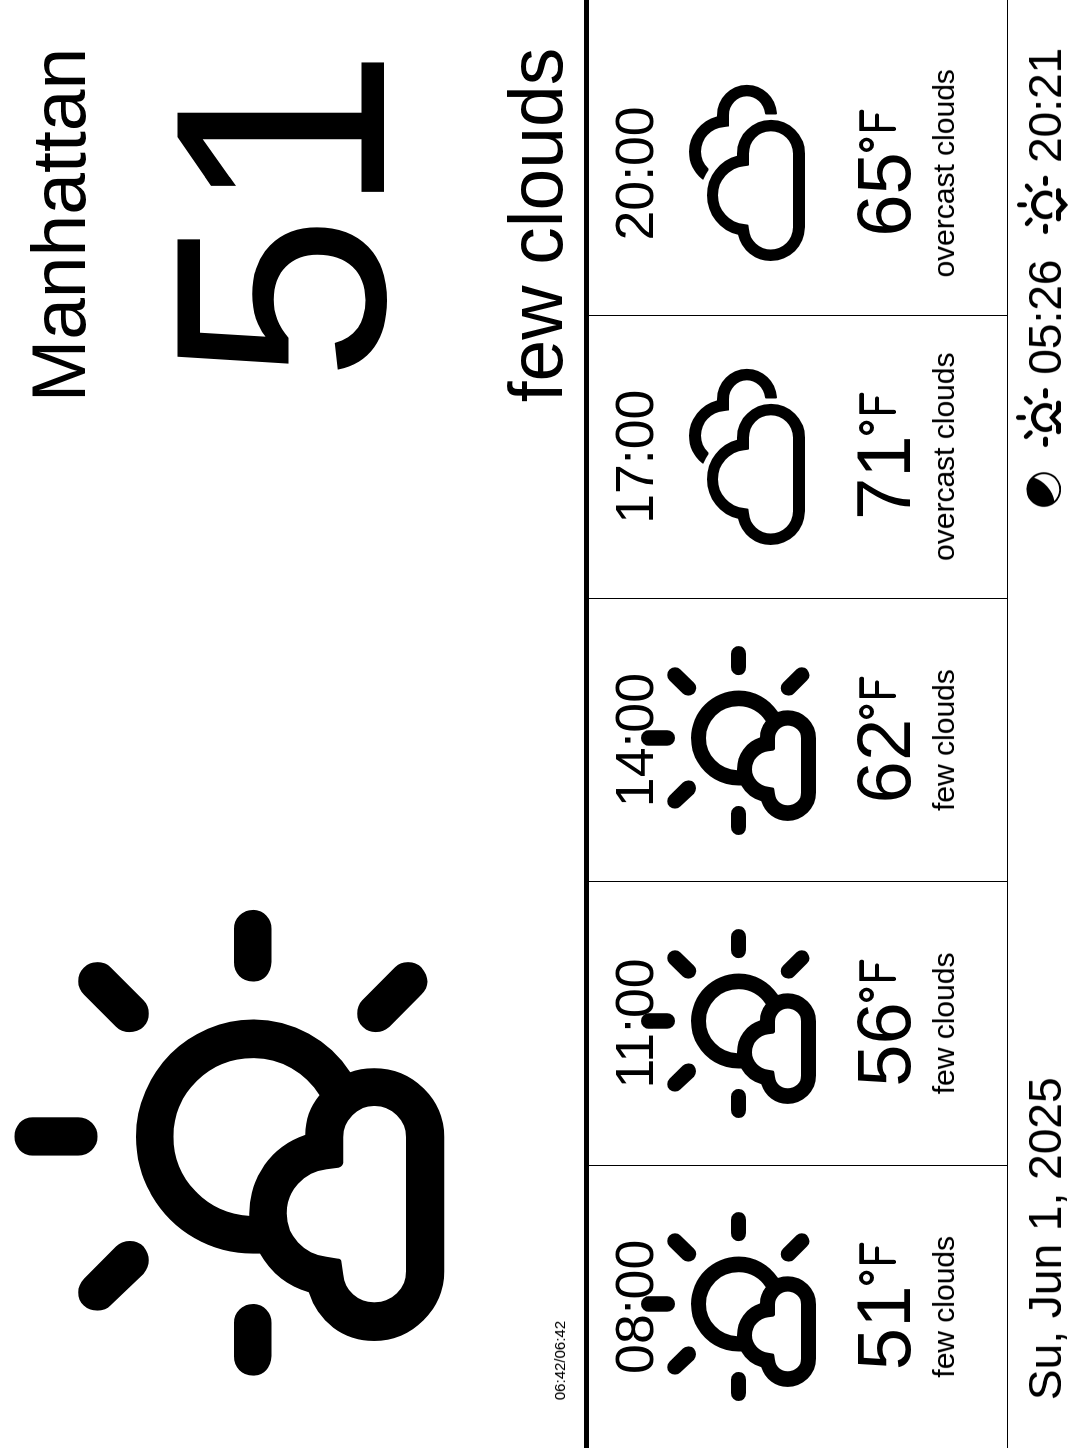 Manhattan
51
few clouds
06:42/06:42
08:00
51°F
few clouds
11:00
56°F
few clouds
14:00
62°F
few clouds
17:00
71°F
overcast clouds
20:00
65°F
overcast clouds
Su, Jun 1, 2025
05:26 20:21